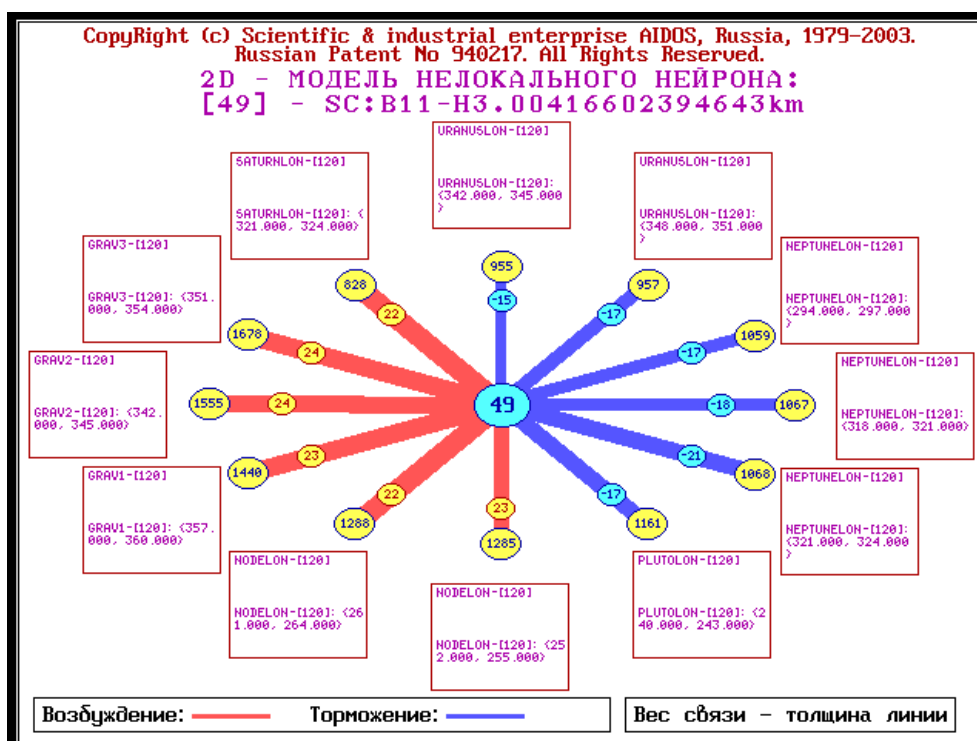 CopyRight (c) Scientific & industrial enterprise AIDOS, Russia, 1979-2003.
Russian Patent No 940217. All Rights Reserved.
2D - МОДЕЛЬ НЕЛОКАЛЬНОГО НЕЙРОНА:
[49] - SC:B11-H3.00416602394643km
URANUSLON-[120]
URANUSLON-[120]:
{342.000, 345.000
}
SATURNLON-[120]
SATURNLON-[120]: {
321.000, 324.000}
URANUSLON-[120]
URANUSLON-[120]:
{348.000, 351.000
}
GRAV3-[120]
GRAV3-[120]: {351.
000, 354.000}
NEPTUNELON-[120]
NEPTUNELON-[120]:
{294.000, 297.000
}
GRAV2-[120]
GRAV2-[120]: {342.
000, 345.000}
NEPTUNELON-[120]
NEPTUNELON-[120]:
{318.000, 321.000}
GRAV1-[120]
GRAV1-[120]: {357.
000, 360.000}
NEPTUNELON-[120]
NEPTUNELON-[120]:
{321.000, 324.000
}
NODELON-[120]
NODELON-[120]: {26
1.000, 264.000}
NODELON-[120]
NODELON-[120]: {25
2.000, 255.000}
PLUTOLON-[120]
PLUTOLON-[120]: {2
40.000, 243.000}
955
828
957
-15
22
-17
1678
1059
24
-17
1555
24
49
-18
1067
23
-21
1440
1068
22
-17
23
1288
1161
1285
Возбуждение:
Торможение:
Вес связи - толщина линии